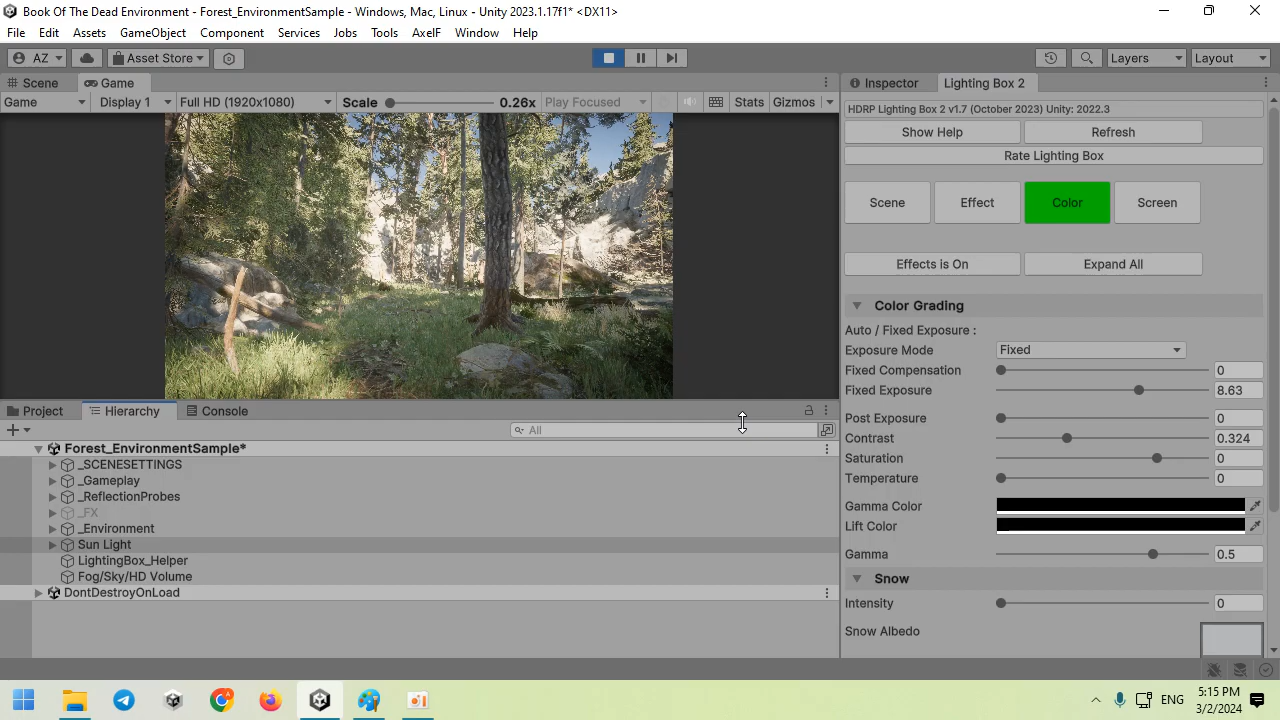 Book Of The Dead Environment - Forest_EnvironmentSample - Windows, Mac, Linux - Unity 2023.1.17f1* <DX11>
File Edit Assets GameObject Component Services Jobs Tools AxelF Window Help
AZ Asset Store Layers Layout
Scene Game Inspector Lighting Box 2
Game Display 1 Full HD (1920x1080) Scale 0.26x Play Focused Stats Gizmos
HDRP Lighting Box 2 v1.7 (October 2023) Unity: 2022.3
Show Help Refresh
Rate Lighting Box
Scene Effect Color Screen
Effects is On Expand All
Color Grading
Auto / Fixed Exposure :
Exposure Mode Fixed
Fixed Compensation 0
Fixed Exposure 8.63
Post Exposure 0
Contrast 0.324
Saturation 0
Temperature 0
Gamma Color
Lift Color
Gamma 0.5
Snow
Intensity 0
Snow Albedo
Project Hierarchy Console
All
Forest_EnvironmentSample*
_SCENESETTINGS
_Gameplay
_ReflectionProbes
_FX
_Environment
Sun Light
LightingBox_Helper
Fog/Sky/HD Volume
DontDestroyOnLoad
ENG 5:15 PM
3/2/2024